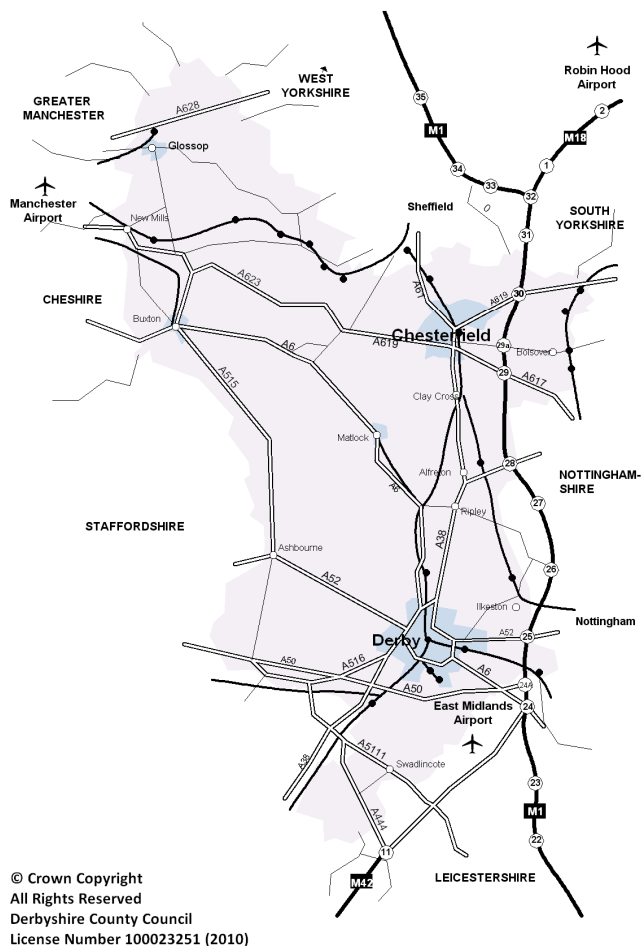 Robin Hood
Airport
WEST
YORKSHIRE
GREATER
MANCHESTER
A628
35
2
M1
M18
Glossop
34
33
1
32
Manchester
Airport
New Mills
Sheffield
SOUTH
YORKSHIRE
31
A623
A61
A619
30
CHESHIRE
Buxton
A6
A619
Chesterfield
29a
Bolsover
29
A617
A515
Clay Cross
Matlock
Alfreton
28
A6
NOTTINGHAM-
SHIRE
27
Ripley
STAFFORDSHIRE
A38
Ashbourne
26
A52
Ilkeston
Nottingham
Derby
A52
25
A50
A516
A6
A50
24A
East Midlands
Airport
24
A38
A5111
Swadlincote
23
M1
A444
22
11
M42
LEICESTERSHIRE
© Crown Copyright
All Rights Reserved
Derbyshire County Council
License Number 100023251 (2010)